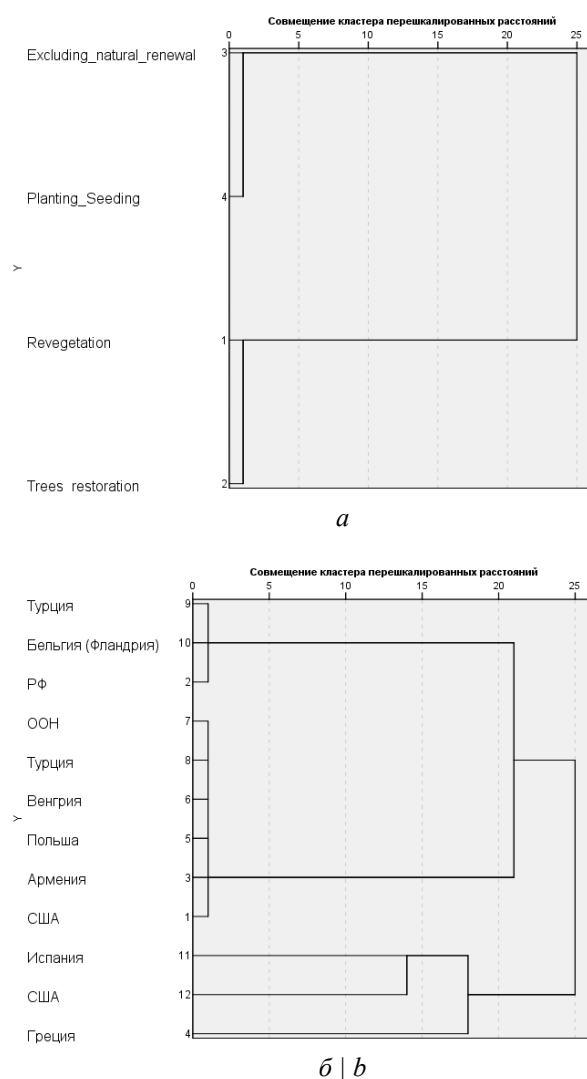 Совмещение кластера перешкалированных расстояний
0 5 10 15 20 25
Excluding_natural_renewal 3
Planting_Seeding 4
Y
Revegetation 1
Trees restoration 2
а
Совмещение кластера перешкалированных расстояний
0 5 10 15 20 25
Турция 9
Бельгия (Фландрия) 10
РФ 2
ООН 7
Турция 8
Венгрия 6
Y
Польша 5
Армения 3
США 1
Испания 11
США 12
Греция 4
б | b